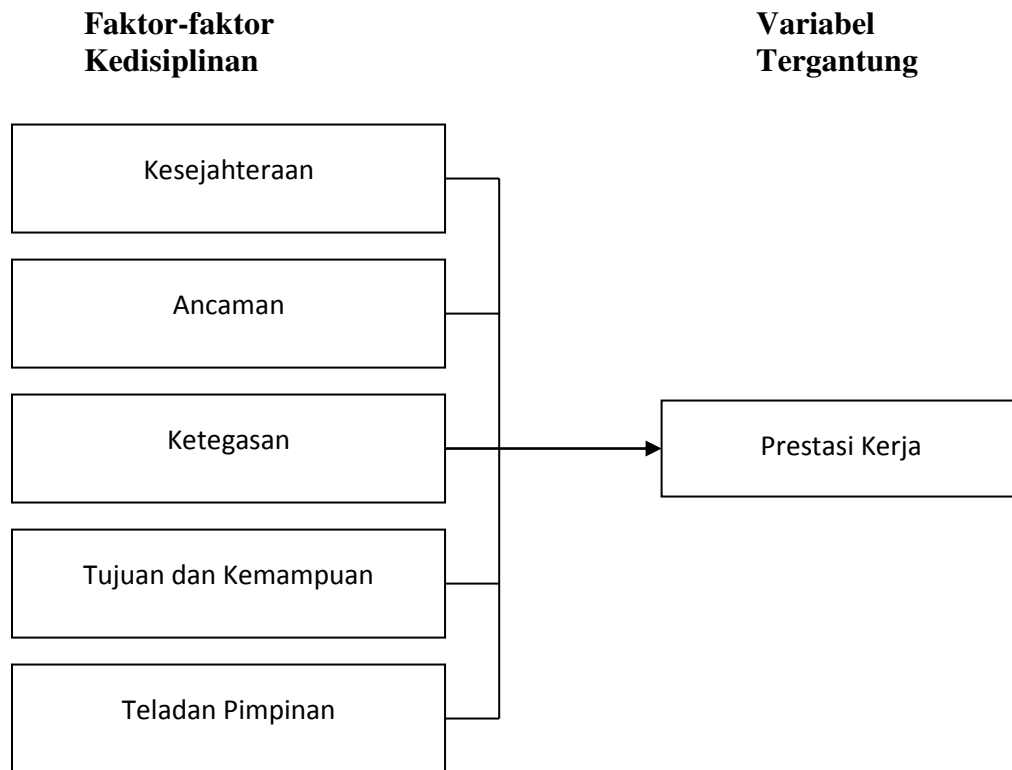 Faktor-faktor
Kedisiplinan
Variabel
Tergantung
Kesejahteraan
Ancaman
Ketegasan
Prestasi Kerja
Tujuan dan Kemampuan
Teladan Pimpinan